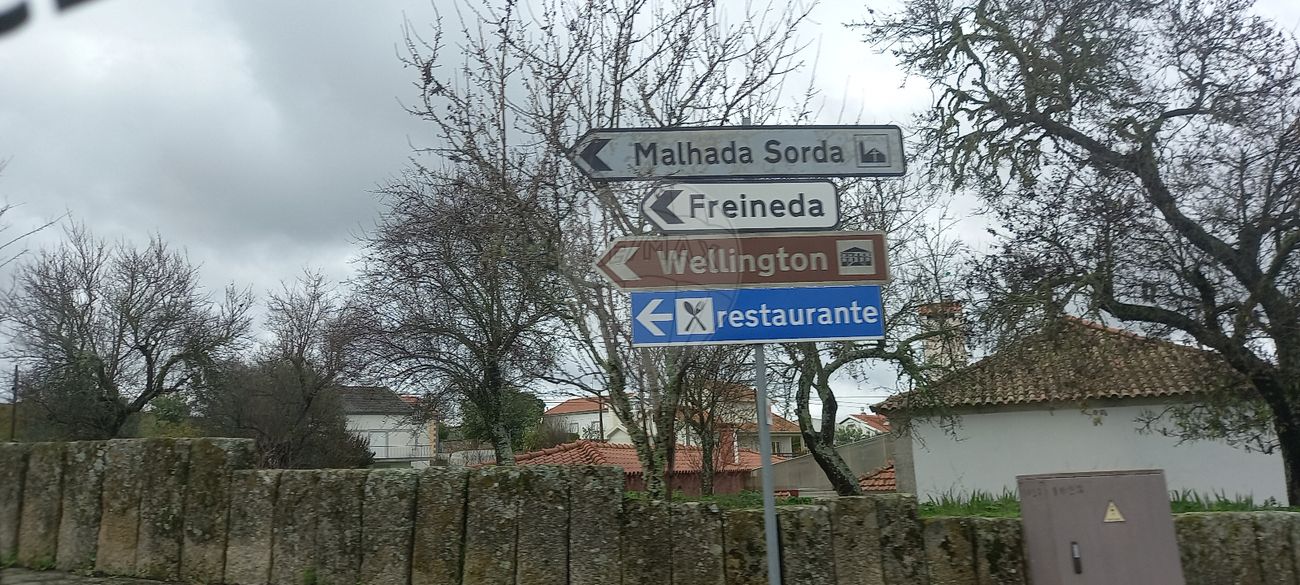 Malhada Sorda
Freineda
Wellington
restaurante